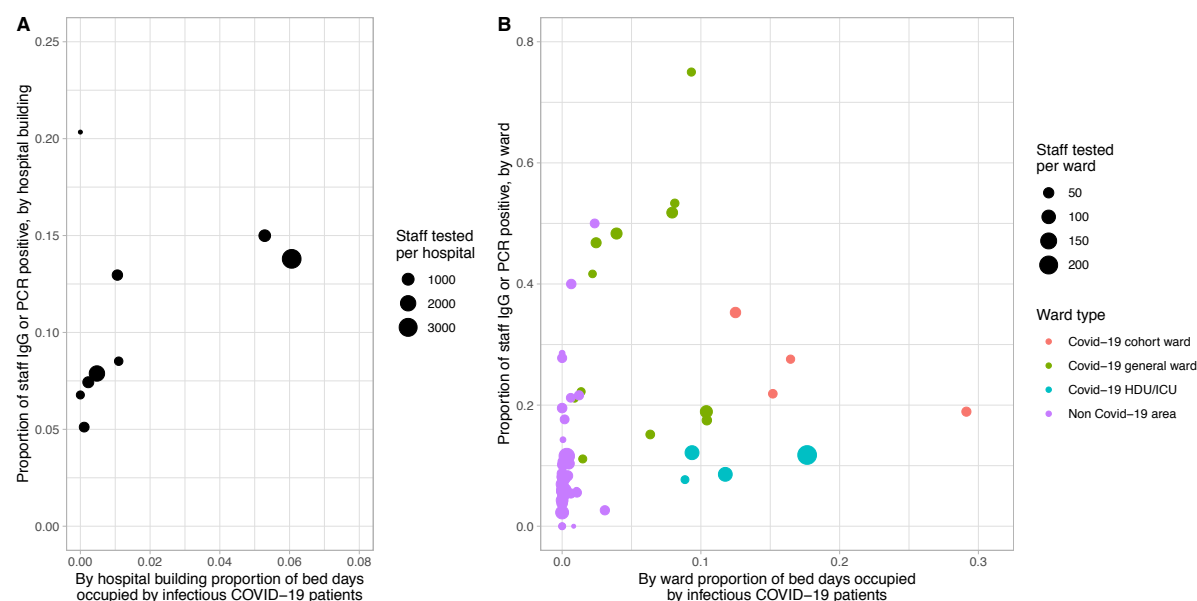 A
Proportion of staff IgG or PCR positive, by hospital building
0.25
0.20
0.15
0.10
0.05
0.00
0.00 0.02 0.04 0.06 0.08
By hospital building proportion of bed days
occupied by infectious COVID−19 patients
Staff tested
per hospital
1000
2000
3000
B
Proportion of staff IgG or PCR positive, by ward
0.8
0.6
0.4
0.2
0.0
0.0 0.1 0.2 0.3
By ward proportion of bed days occupied
by infectious COVID−19 patients
Staff tested
per ward
50
100
150
200
Ward type
Covid−19 cohort ward
Covid−19 general ward
Covid−19 HDU/ICU
Non Covid−19 area